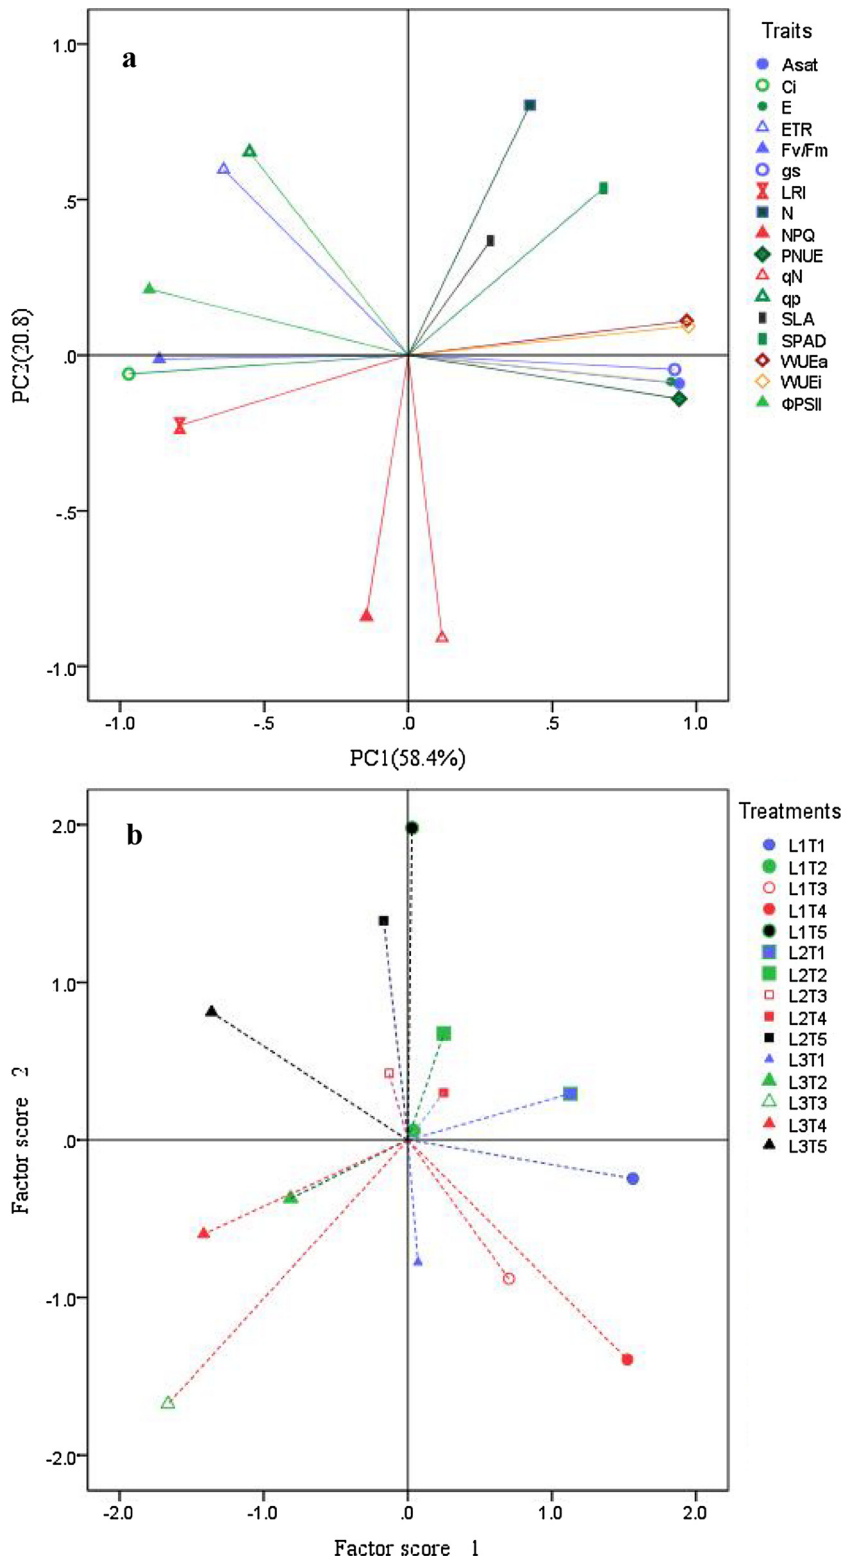 a
Traits
Asat
Ci
E
ETR
Fv/Fm
gs
LRI
N
NPQ
PNUE
qN
qp
SLA
SPAD
WUEa
WUEi
ΦPSII
1.0
.5
.0
-.5
-1.0
PC2(20.8)
-1.0 -.5 .0 .5 1.0
PC1(58.4%)
b
Treatments
L1T1
L1T2
L1T3
L1T4
L1T5
L2T1
L2T2
L2T3
L2T4
L2T5
L3T1
L3T2
L3T3
L3T4
L3T5
2.0
1.0
.0
-1.0
-2.0
Factor score 2
-2.0 -1.0 .0 1.0 2.0
Factor score 1